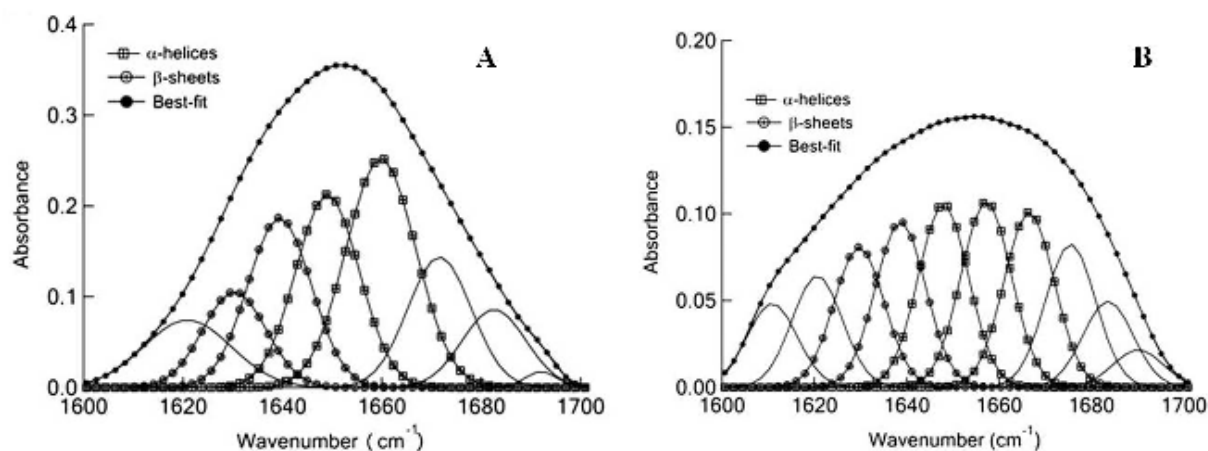 0.4
0.3
0.2
0.1
0.0
Absorbance
α-helices
β-sheets
Best-fit
A
1600 1620 1640 1660 1680 1700
Wavenumber ( cm⁻¹)
0.20
0.15
0.10
0.05
0.00
Absorbance
α-helices
β-sheets
Best-fit
B
1600 1620 1640 1660 1680 1700
Wavenumber (cm⁻¹)